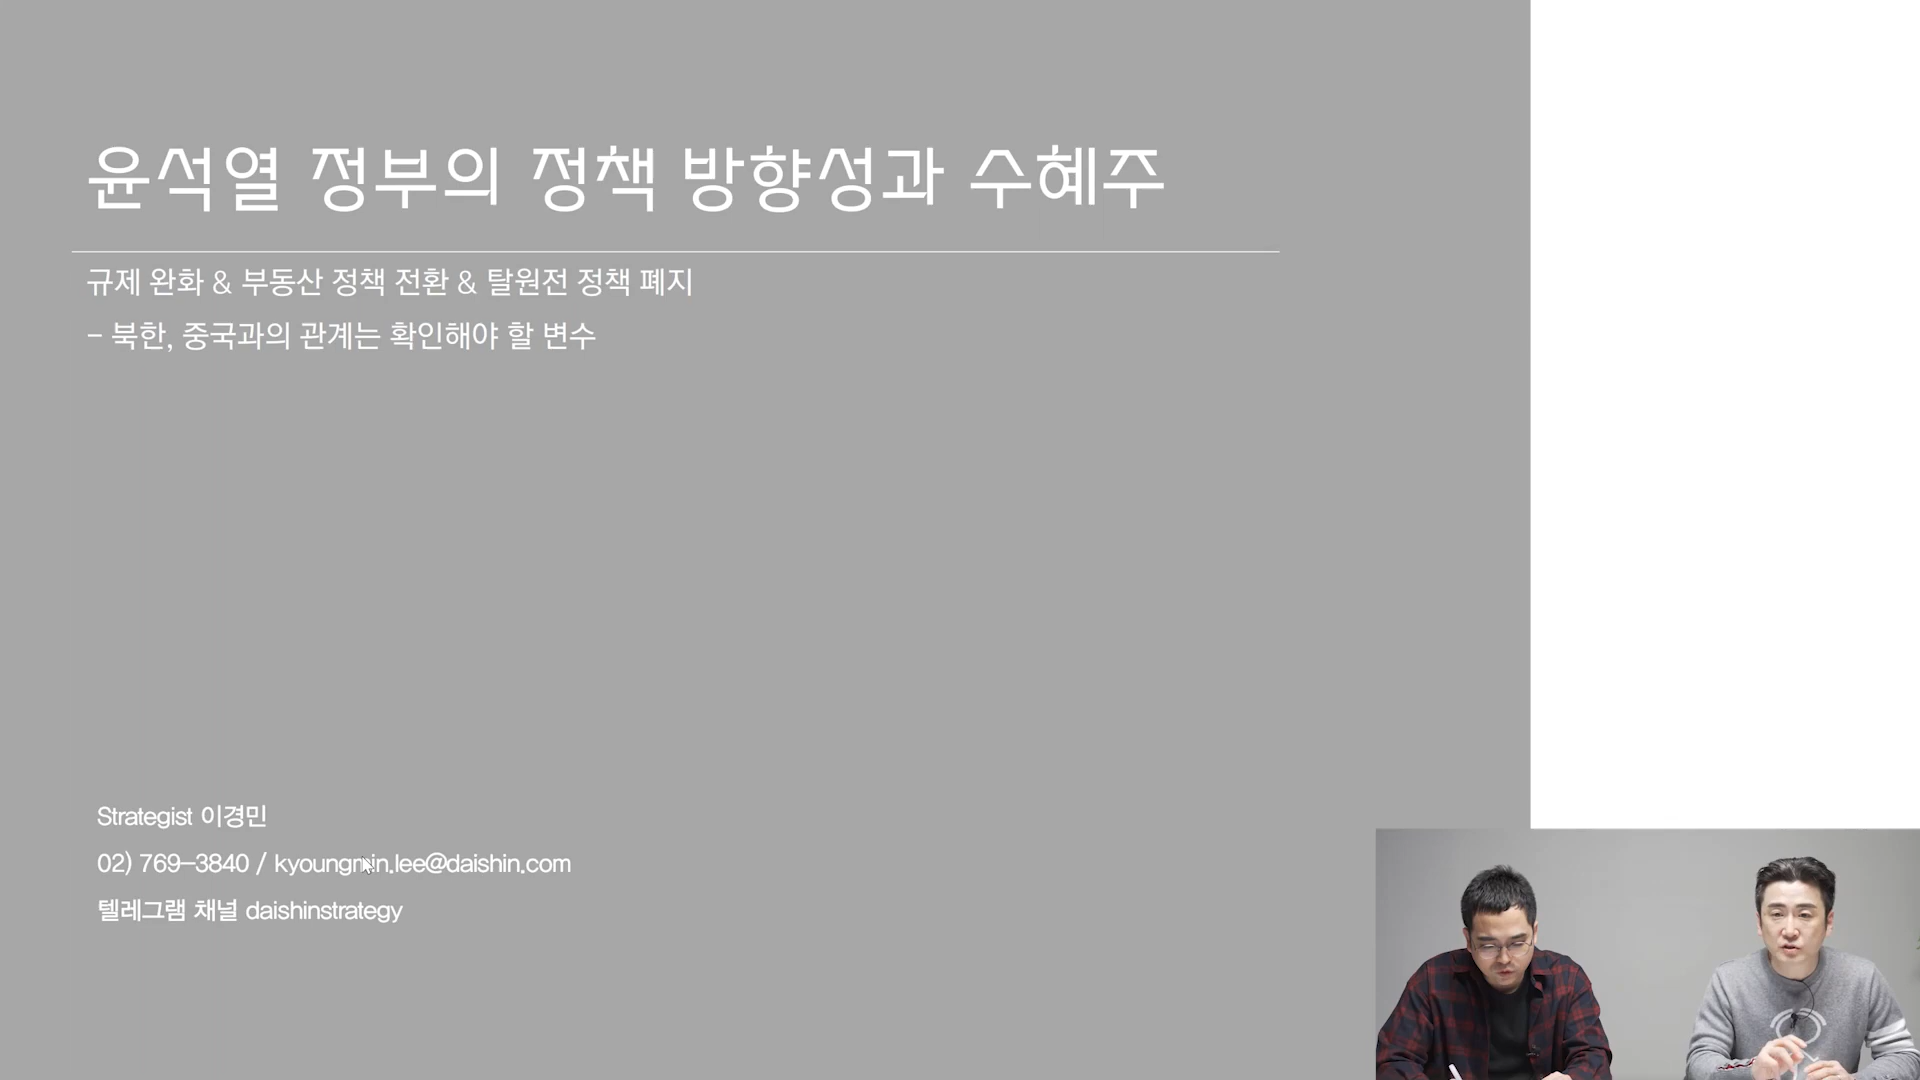 윤석열 정부의 정책 방향성과 수혜주
규제 완화 & 부동산 정책 전환 & 탈원전 정책 폐지
- 북한, 중국과의 관계는 확인해야 할 변수
Strategist 이경민
02) 769-3840 / kyoungmin.lee@daishin.com
텔레그램 채널 daishinstrategy